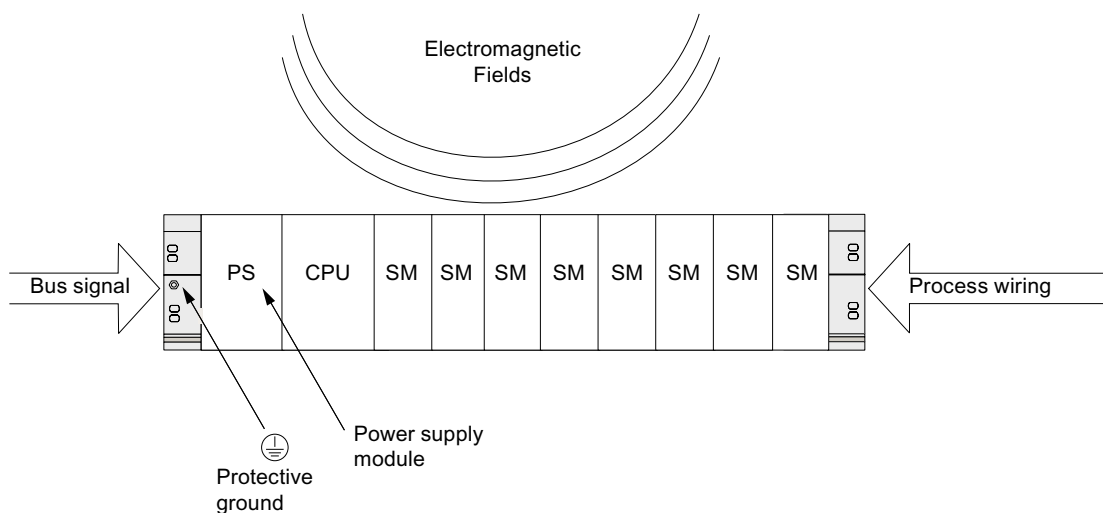 Electromagnetic
Fields
PS CPU SM SM SM SM SM SM SM SM
Bus signal
Process wiring
Power supply
module
Protective
ground